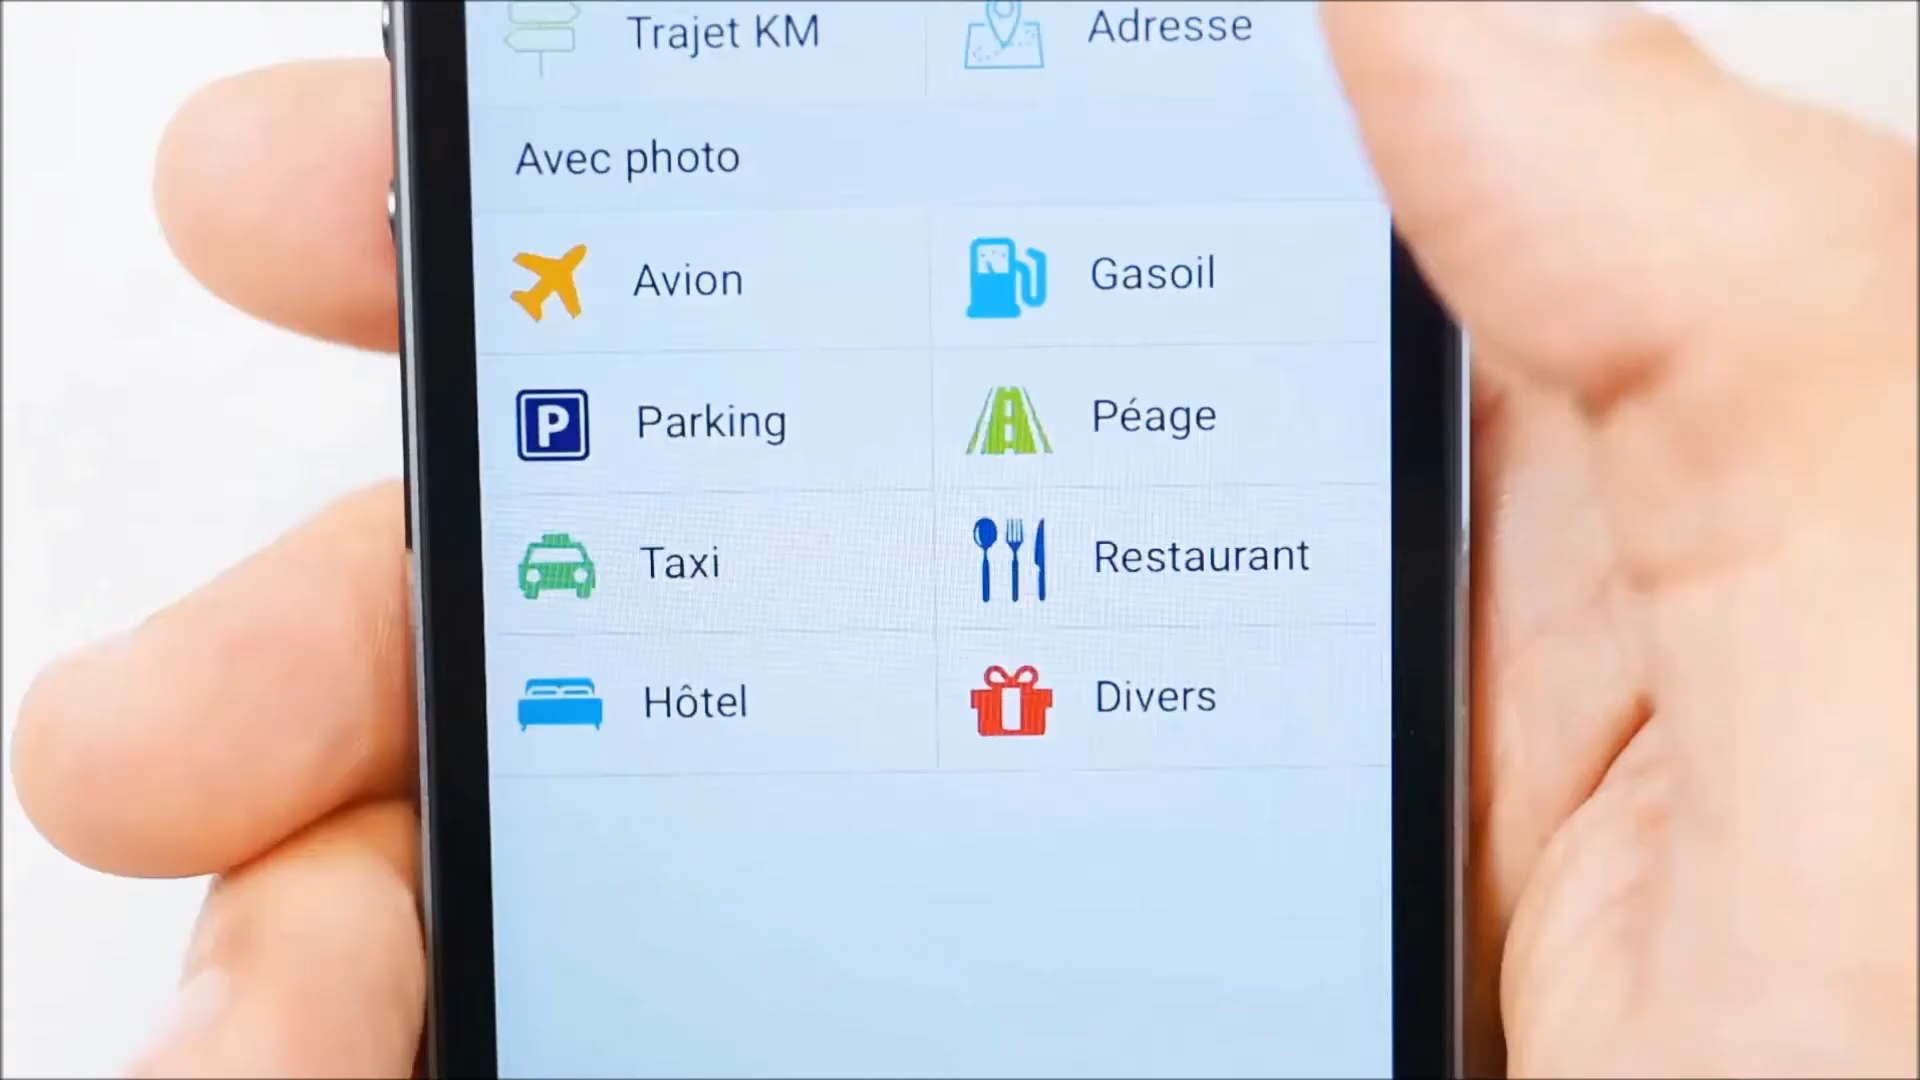 Trajet KM
Adresse
Avec photo
Avion
Gasoil
P
Parking
Péage
Taxi
Restaurant
Hôtel
Divers